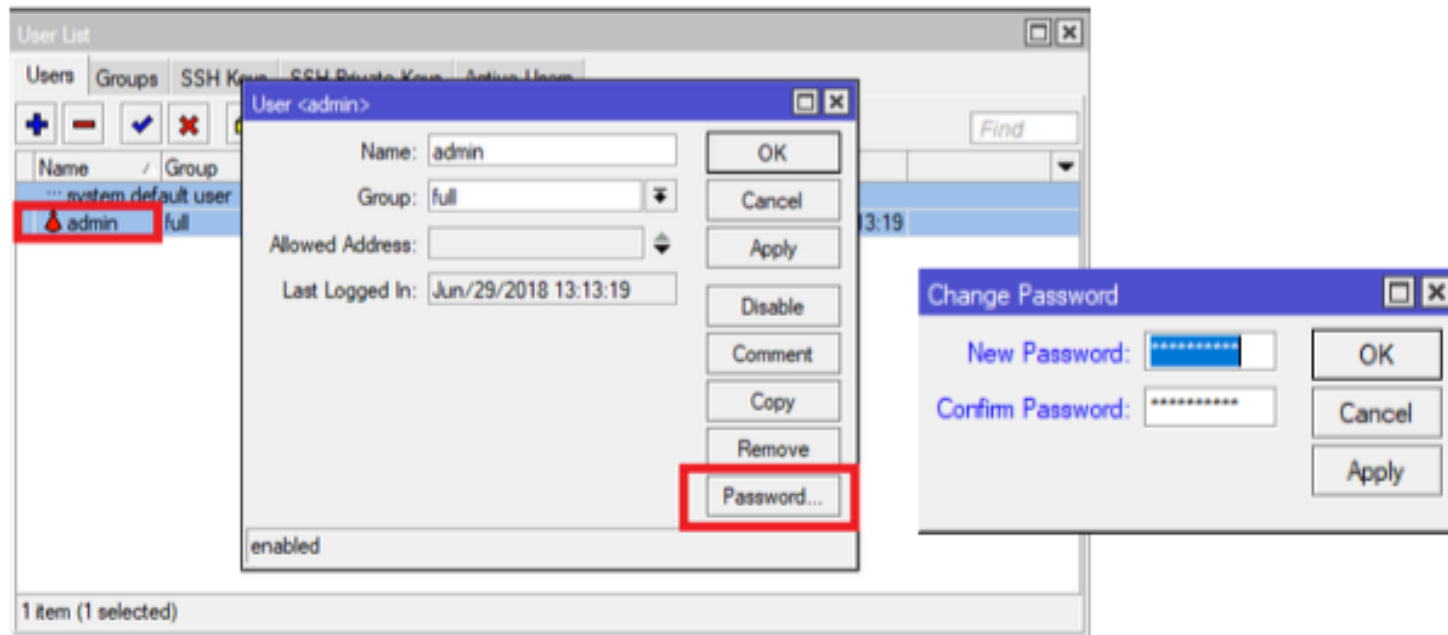 User List
Users Groups SSH Keys SSH Private Keys Active Users
Find
Name Group
::: system default user
admin full 13:19
1 item (1 selected)
User <admin>
Name: admin
Group: full
Allowed Address:
Last Logged In: Jun/29/2018 13:13:19
OK
Cancel
Apply
Disable
Comment
Copy
Remove
Password...
enabled
Change Password
New Password: **********
Confirm Password: **********
OK
Cancel
Apply